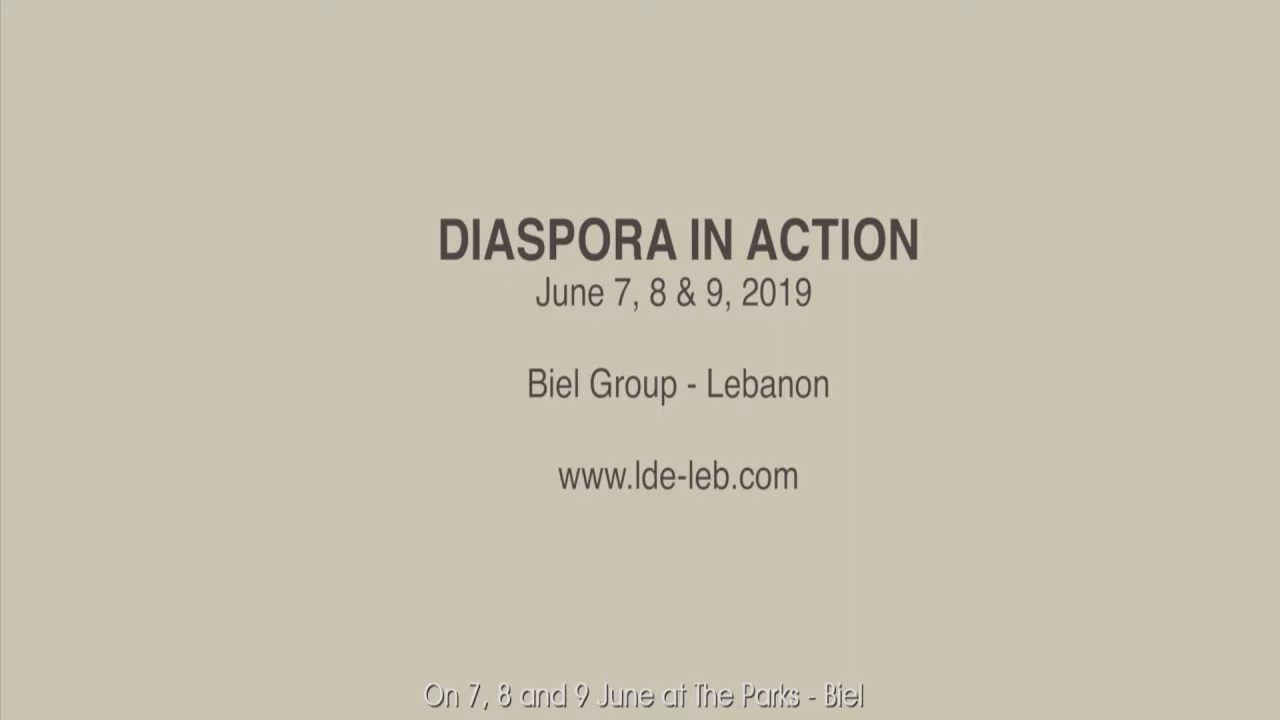 DIASPORA IN ACTION
June 7, 8 & 9, 2019
Biel Group - Lebanon
www.lde-leb.com
On 7, 8 and 9 June at The Parks - Biel